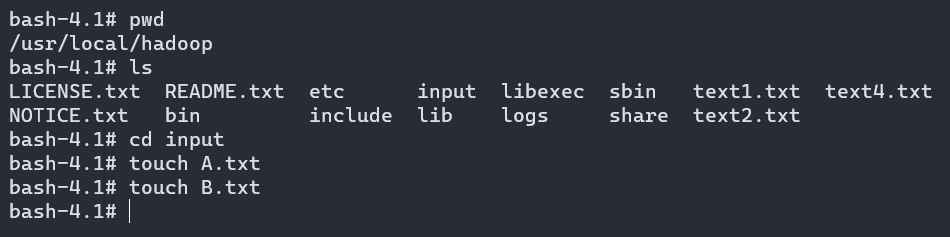 bash-4.1# pwd
/usr/local/hadoop
bash-4.1# ls
LICENSE.txt  README.txt  etc      input  libexec  sbin   text1.txt  text4.txt
NOTICE.txt   bin         include  lib    logs     share  text2.txt
bash-4.1# cd input
bash-4.1# touch A.txt
bash-4.1# touch B.txt
bash-4.1#